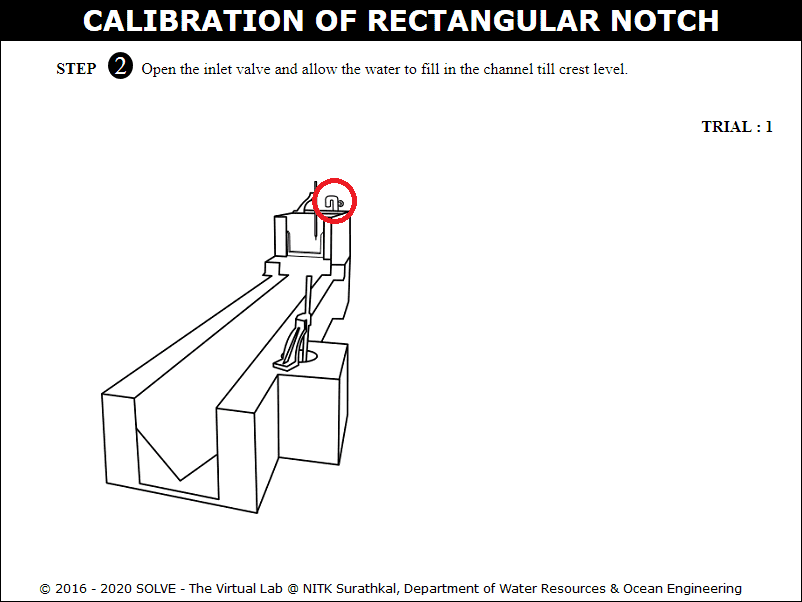 CALIBRATION OF RECTANGULAR NOTCH
STEP 2 Open the inlet valve and allow the water to fill in the channel till crest level.
TRIAL : 1
© 2016 - 2020 SOLVE - The Virtual Lab @ NITK Surathkal, Department of Water Resources & Ocean Engineering